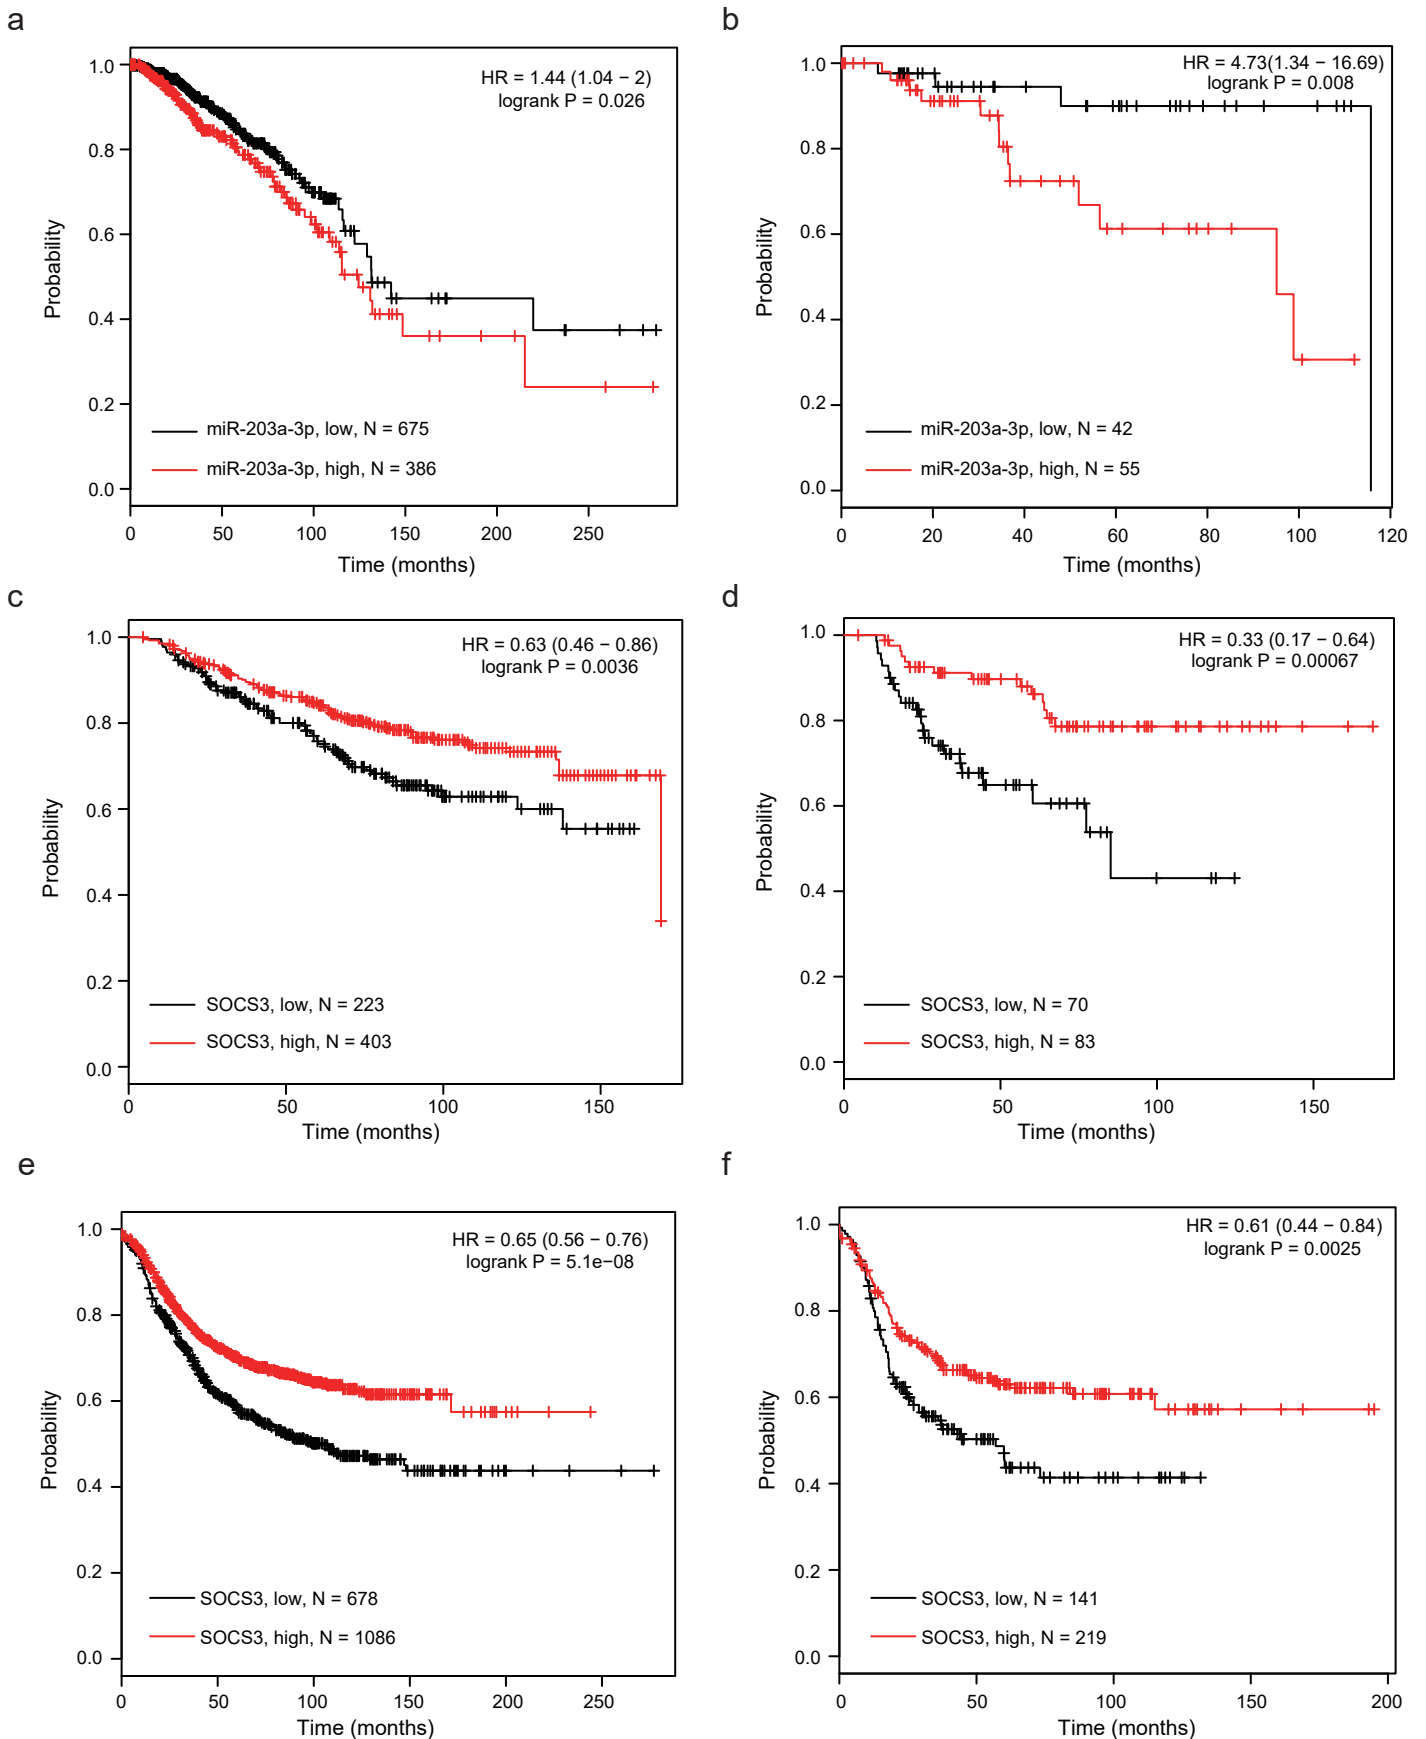 a
HR = 1.44 (1.04 − 2)
logrank P = 0.026
1.0
0.8
0.6
0.4
0.2
0.0
Probability
miR-203a-3p, low, N = 675
miR-203a-3p, high, N = 386
0 50 100 150 200 250
Time (months)
b
HR = 4.73(1.34 − 16.69)
logrank P = 0.008
1.0
0.8
0.6
0.4
0.2
0.0
Probability
miR-203a-3p, low, N = 42
miR-203a-3p, high, N = 55
0 20 40 60 80 100 120
Time (months)
c
HR = 0.63 (0.46 − 0.86)
logrank P = 0.0036
1.0
0.8
0.6
0.4
0.2
0.0
Probability
SOCS3, low, N = 223
SOCS3, high, N = 403
0 50 100 150
Time (months)
d
HR = 0.33 (0.17 − 0.64)
logrank P = 0.00067
1.0
0.8
0.6
0.4
0.2
0.0
Probability
SOCS3, low, N = 70
SOCS3, high, N = 83
0 50 100 150
Time (months)
e
HR = 0.65 (0.56 − 0.76)
logrank P = 5.1e−08
1.0
0.8
0.6
0.4
0.2
0.0
Probability
SOCS3, low, N = 678
SOCS3, high, N = 1086
0 50 100 150 200 250
Time (months)
f
HR = 0.61 (0.44 − 0.84)
logrank P = 0.0025
1.0
0.8
0.6
0.4
0.2
0.0
Probability
SOCS3, low, N = 141
SOCS3, high, N = 219
0 50 100 150 200
Time (months)